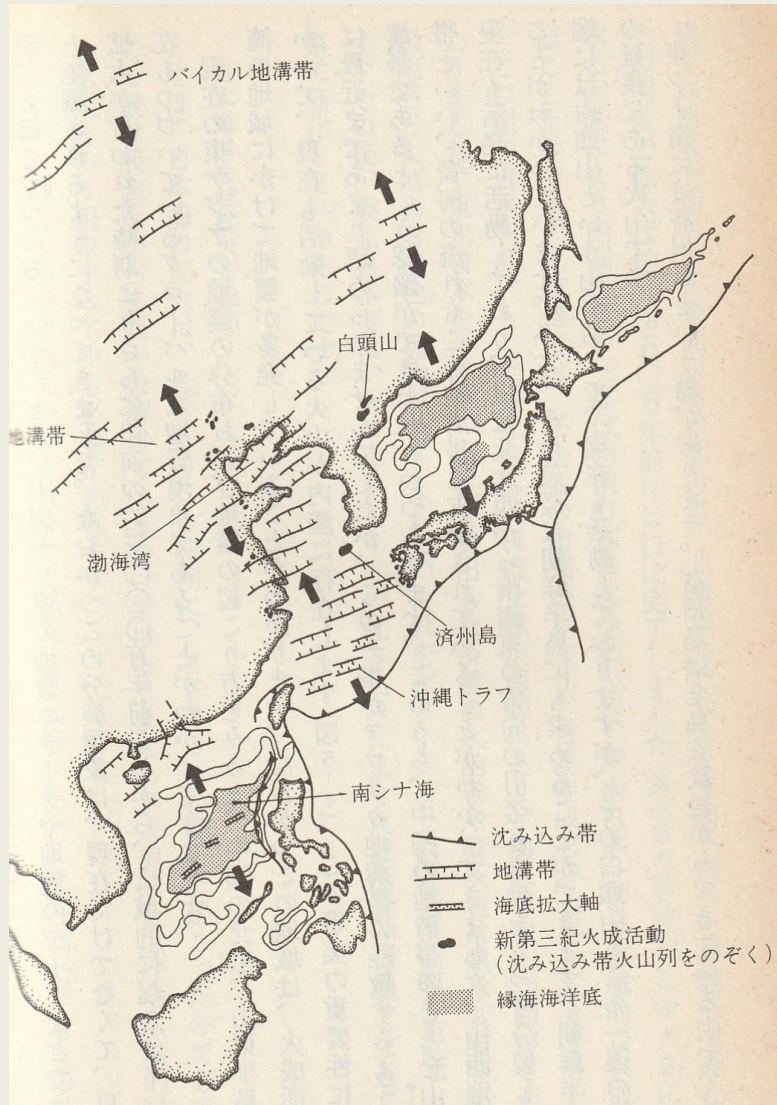 バイカル地溝帯
白頭山
地溝帯
渤海湾
済州島
沖縄トラフ
南シナ海
沈み込み帯
地溝帯
海底拡大軸
新第三紀火成活動
(沈み込み帯火山列をのぞく)
縁海海洋底